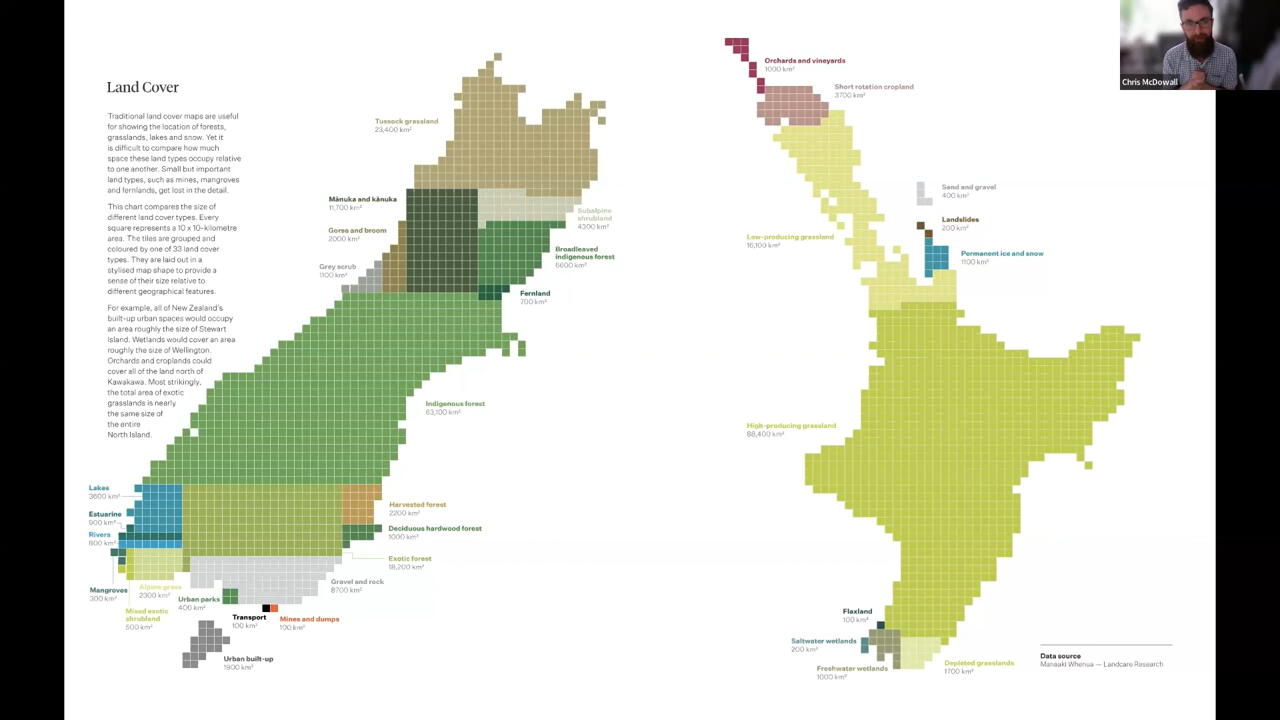 Land Cover
Traditional land cover maps are useful
for showing the location of forests,
grasslands, lakes and snow. Yet it
is difficult to compare how much
space these land types occupy relative
to one another. Small but important
land types, such as mines, mangroves
and fernlands, get lost in the detail.
This chart compares the size of
different land cover types. Every
square represents a 10 x 10-kilometre
area. The tiles are grouped and
coloured by one of 33 land cover
types. They are laid out in a
stylised map shape to provide a
sense of their size relative to
different geographical features.
For example, all of New Zealand's
built-up urban spaces would occupy
an area roughly the size of Stewart
Island. Wetlands would cover an area
roughly the size of Wellington.
Orchards and croplands could
cover all of the land north of
Kawakawa. Most strikingly,
the total area of exotic
grasslands is nearly
the same size of
the entire
North Island.
Tussock grassland
23,400 km²
Mānuka and kānuka
11,700 km²
Gorse and broom
2000 km²
Grey scrub
1100 km²
Subalpine
shrubland
4300 km²
Broadleaved
indigenous forest
6600 km²
Fernland
700 km²
Indigenous forest
63,100 km²
Lakes
3600 km²
Estuarine
900 km²
Rivers
800 km²
Mangroves
300 km²
Mixed exotic
shrubland
500 km²
Alpine grass
2300 km²
Urban parks
400 km²
Transport
100 km²
Mines and dumps
100 km²
Urban built-up
1900 km²
Harvested forest
2200 km²
Deciduous hardwood forest
1000 km²
Exotic forest
18,200 km²
Gravel and rock
8700 km²
Orchards and vineyards
1000 km²
Short rotation cropland
3700 km²
Low-producing grassland
16,100 km²
Sand and gravel
400 km²
Landslides
200 km²
Permanent ice and snow
1100 km²
High-producing grassland
88,400 km²
Flaxland
100 km²
Saltwater wetlands
200 km²
Freshwater wetlands
1000 km²
Depleted grasslands
1700 km²
Data source
Manaaki Whenua — Landcare Research
Chris McDowall